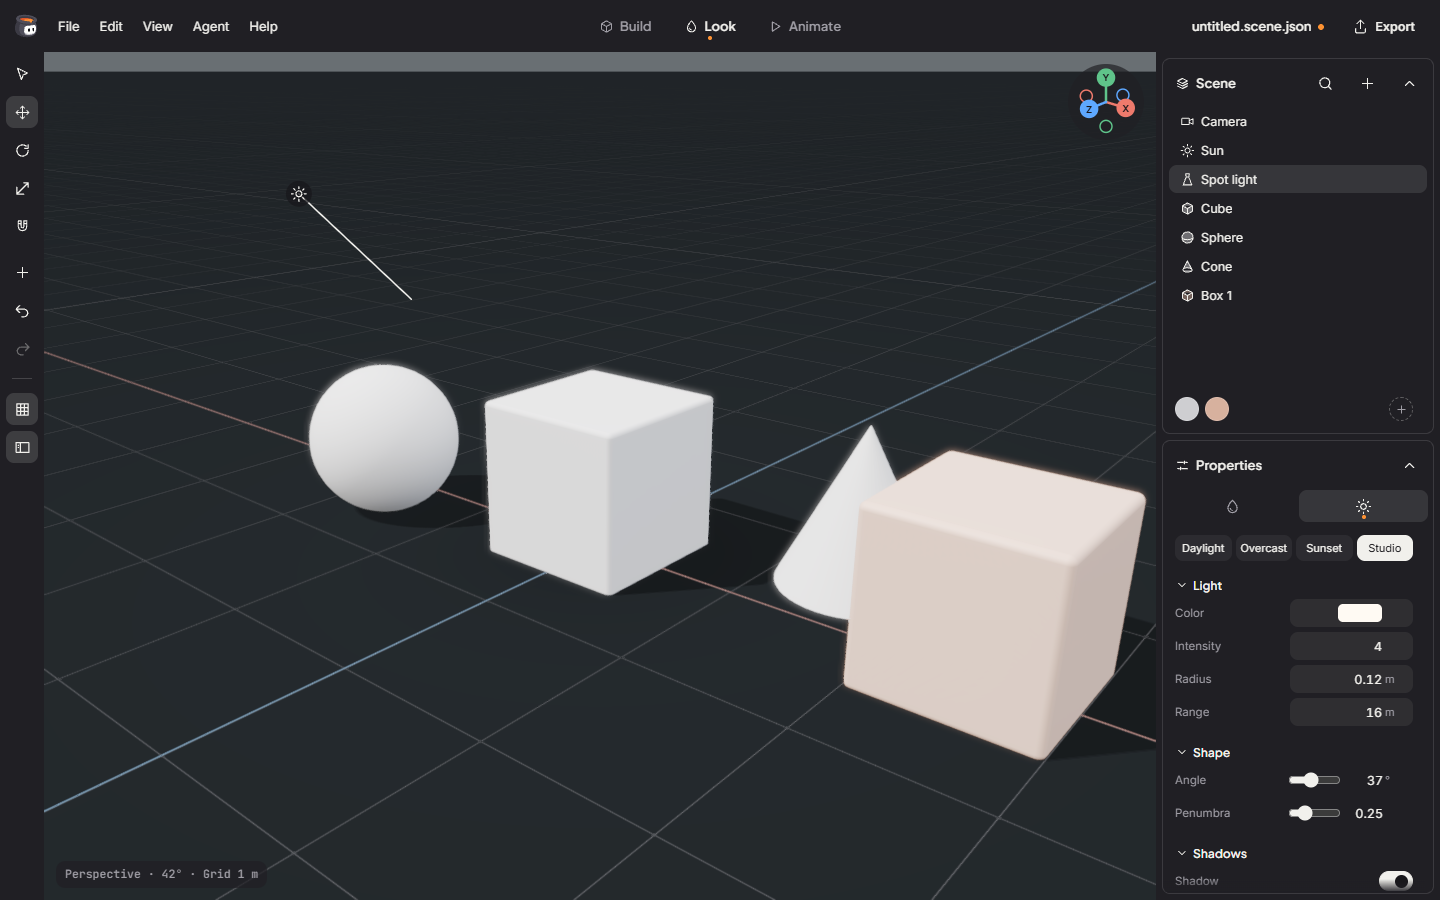 File Edit View Agent Help
Build Look Animate
untitled.scene.json Export
Y
Z X
Scene
Camera
Sun
Spot light
Cube
Sphere
Cone
Box 1
Properties
Daylight Overcast Sunset Studio
Light
Color
Intensity 4
Radius 0.12 m
Range 16 m
Shape
Angle 37°
Penumbra 0.25
Shadows
Shadow
Perspective · 42° · Grid 1 m